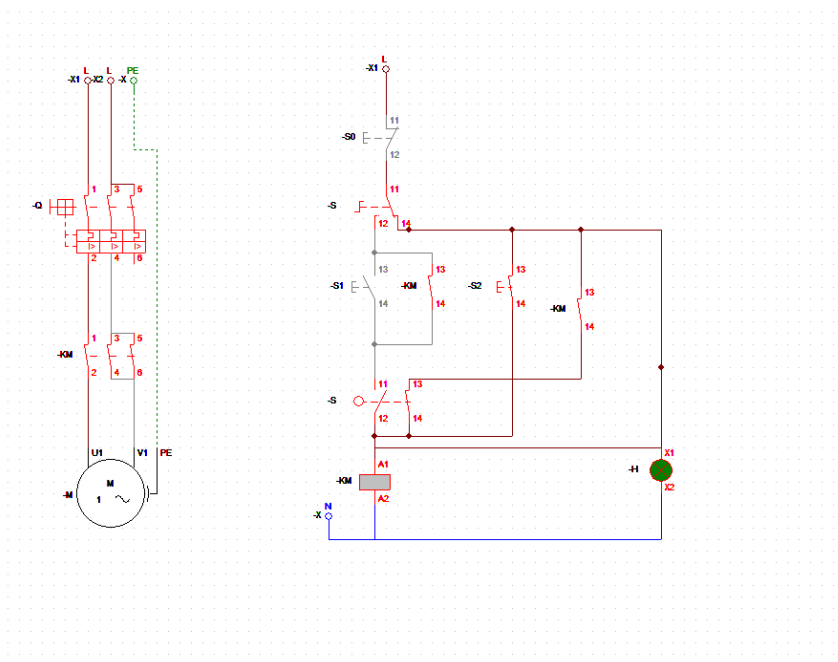 L L PE
-X1 -X2 -X
1 3 5
-Q
I> I> I>
2 4 6
1 3 5
-KM
2 4 6
U1 V1 PE
M
-M 1
L
-X1
11
-S0
12
11
-S
12 14
13 13 13
-S1 -KM -S2
14 14 14
13
-KM
14
11 13
-S
12 14
A1 X1
-KM -H
A2 X2
N
-X